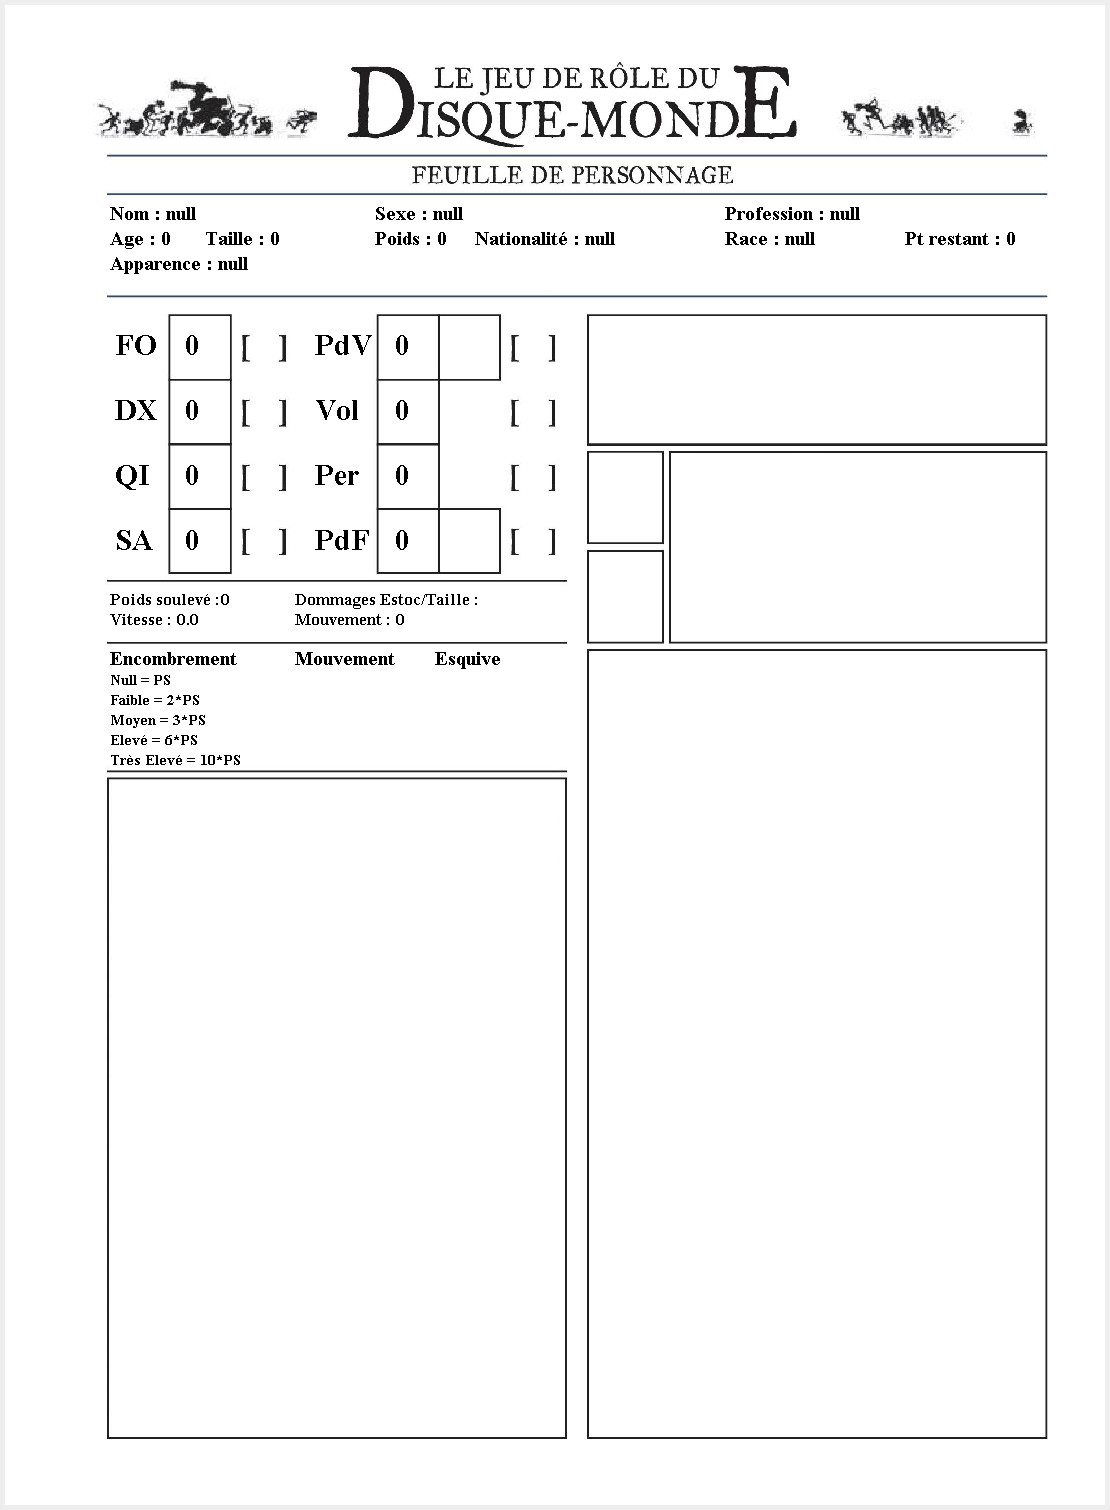 LE JEU DE RÔLE DU
DISQUE-MONDE
FEUILLE DE PERSONNAGE
Nom : null Sexe : null Profession : null
Age : 0 Taille : 0 Poids : 0 Nationalité : null Race : null Pt restant : 0
Apparence : null
FO 0 [ ] PdV 0 [ ]
DX 0 [ ] Vol 0 [ ]
QI 0 [ ] Per 0 [ ]
SA 0 [ ] PdF 0 [ ]
Poids soulevé :0 Dommages Estoc/Taille :
Vitesse : 0.0 Mouvement : 0
Encombrement Mouvement Esquive
Null = PS
Faible = 2*PS
Moyen = 3*PS
Elevé = 6*PS
Très Elevé = 10*PS